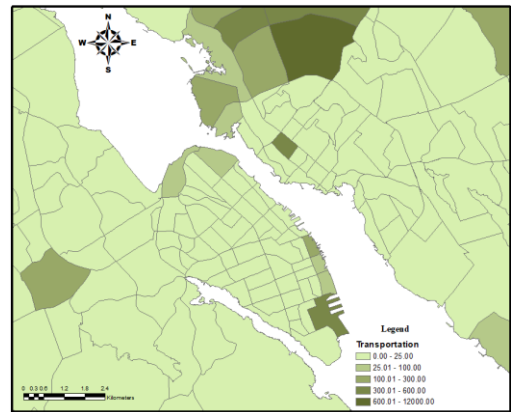 N
W E
S
Legend
Transportation
0.00 - 25.00
25.01 - 100.00
100.01 - 300.00
300.01 - 600.00
600.01 - 12000.00
0 0.3 0.6 1.2 1.8 2.4
Kilometers